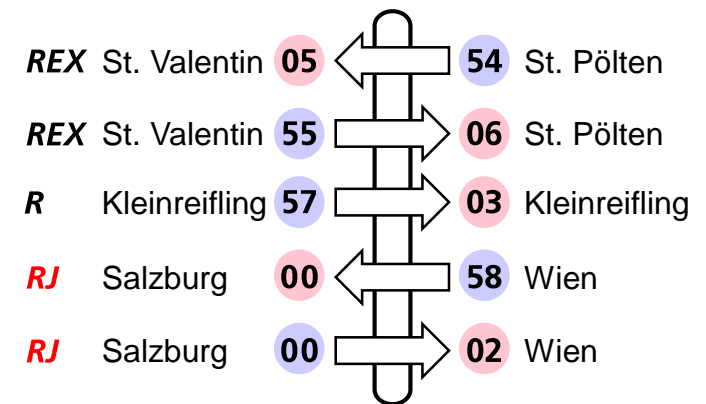 REX St. Valentin 05 54 St. Pölten
REX St. Valentin 55 06 St. Pölten
R Kleinreifling 57 03 Kleinreifling
RJ Salzburg 00 58 Wien
RJ Salzburg 00 02 Wien